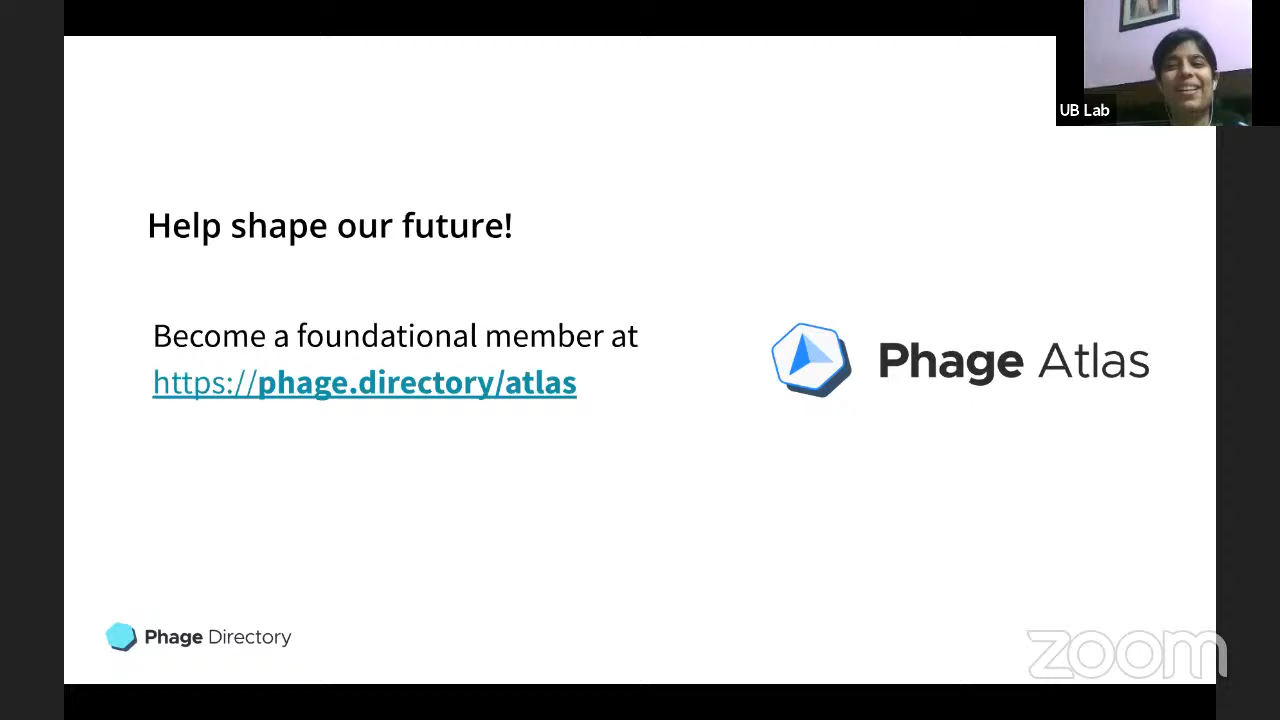 UB Lab
Help shape our future!
Become a foundational member at
https://phage.directory/atlas
Phage Atlas
Phage Directory
zoom